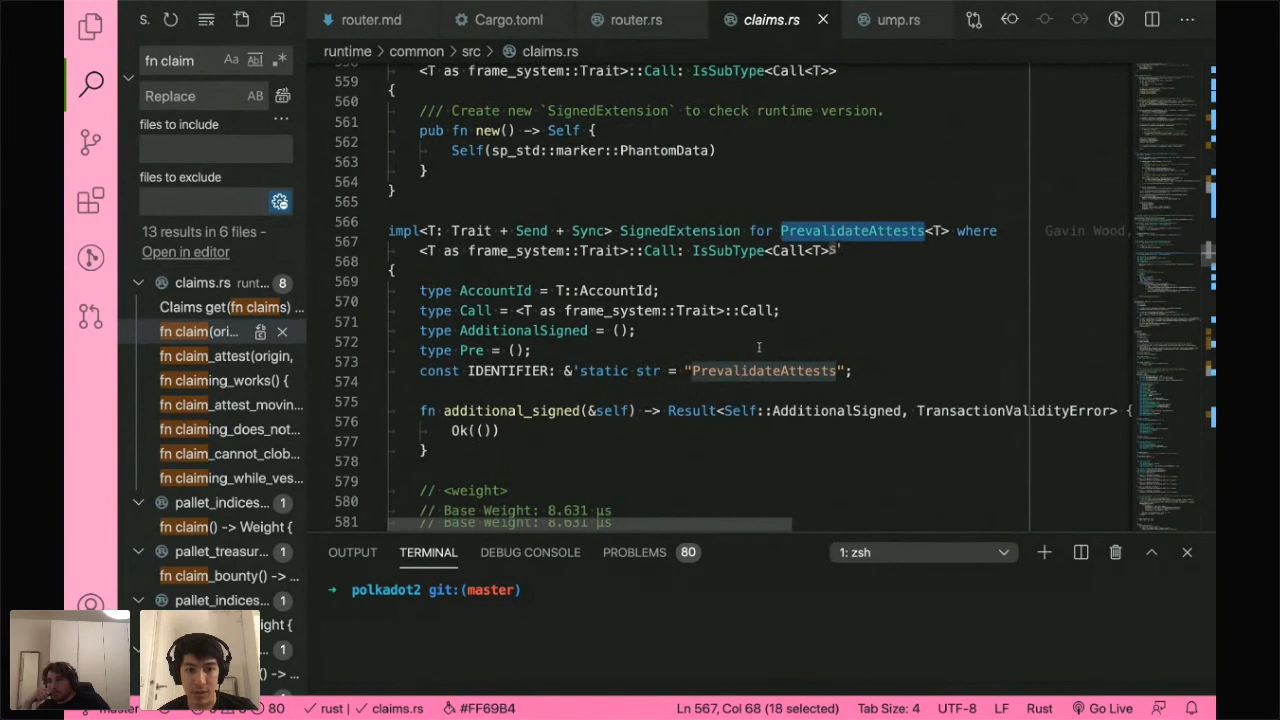 S.
router.md
Cargo.toml
router.rs
claims.rs
ump.rs
fn claim
Aa
Abl
Replace
AB
files to include
files to exclude
13 results in 6 files -
Open in editor
claims.rs runt... 8
Claims get(fn claims) ...
fn claim(ori...
fn claim_attest(origin,
fn claiming_works() {
fn claim_attest_movin...
fn claiming_does_not...
fn claim_cannot_cloa...
fn claiming_while_ves...
pallet_indices... 1
fn claim() -> Weight {
pallet_treasur... 1
fn claim_bounty() -> ...
pallet_indices... 1
1
runtime > common > src > claims.rs
559 <T as frame_system::Trait>::Call: IsSubType<Call<T>>
560 {
561 /// Create new `SignedExtension` to check runtime version.
562 pub fn new() -> Self {
563 Self(sp_std::marker::PhantomData)
564 }
565 }
566
567 impl<T: Trait + Send + Sync> SignedExtension for PrevalidateAttests<T> where Gavin Wood,
568 <T as frame_system::Trait>::Call: IsSubType<Call<T>>
569 {
570 type AccountId = T::AccountId;
571 type Call = <T as frame_system::Trait>::Call;
572 type AdditionalSigned = ();
573 type Pre = ();
574 const IDENTIFIER: &'static str = "PrevalidateAttests";
575
576 fn additional_signed(&self) -> Result<Self::AdditionalSigned, TransactionValidityError> {
577 Ok(())
578 }
579
580 // <weight>
581 // Base Weight: 8.631 µs
OUTPUT
TERMINAL
DEBUG CONSOLE
PROBLEMS 80
1: zsh
→ polkadot2 git:(master)
80
rust | claims.rs
#FF69B4
Ln 567, Col 68 (18 selected)
Tab Size: 4
UTF-8
LF
Rust
Go Live